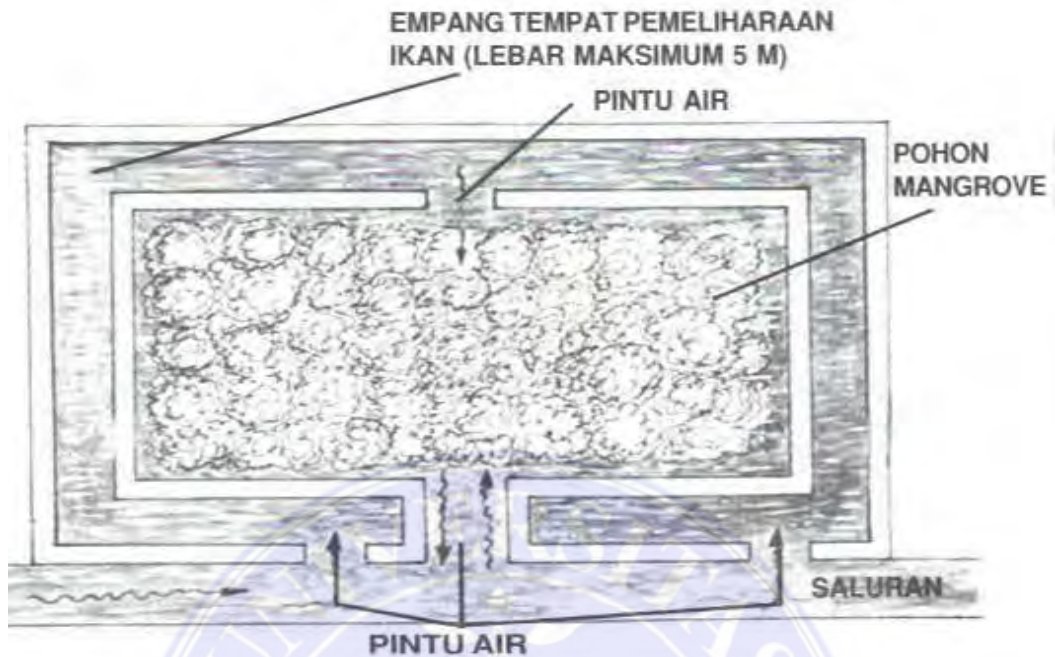 EMPANG TEMPAT PEMELIHARAAN
IKAN (LEBAR MAKSIMUM 5 M)
PINTU AIR
POHON
MANGROVE
SALURAN
PINTU AIR